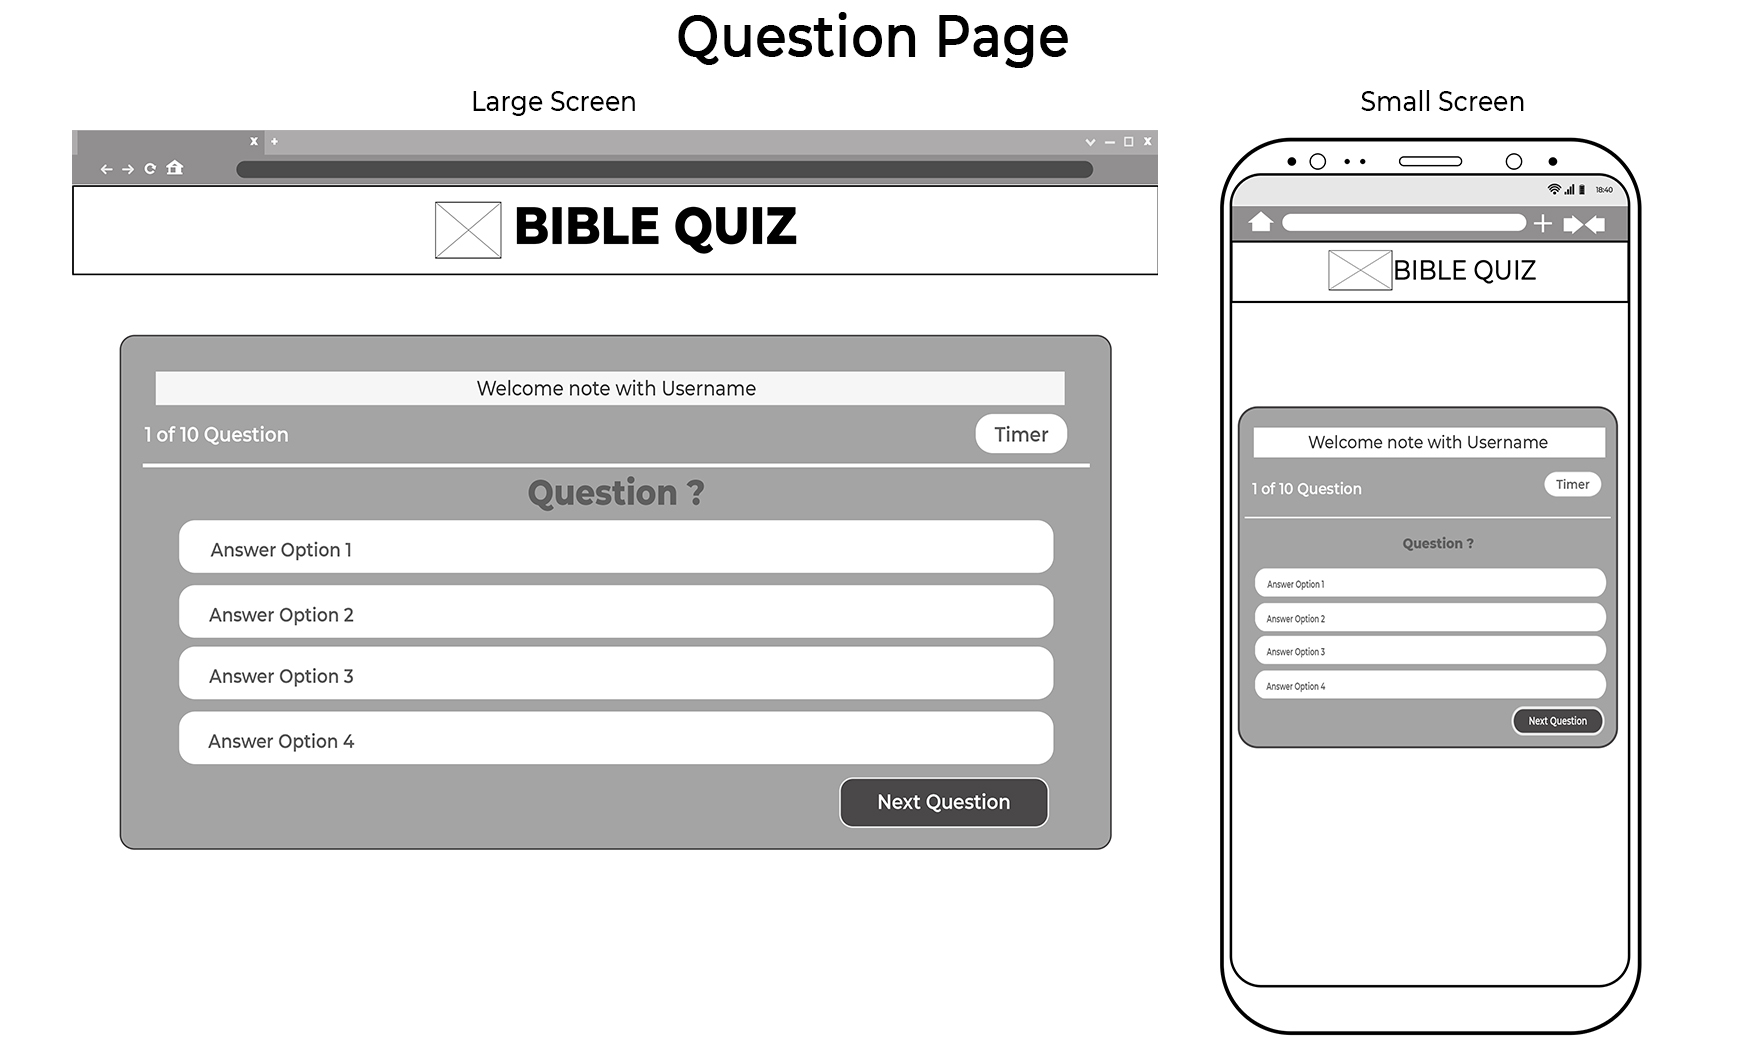 Question Page
Large Screen
x +
x
BIBLE QUIZ
Welcome note with Username
1 of 10 Question
Timer
Question ?
Answer Option 1
Answer Option 2
Answer Option 3
Answer Option 4
Next Question
Small Screen
18:40
BIBLE QUIZ
Welcome note with Username
1 of 10 Question
Timer
Question ?
Answer Option 1
Answer Option 2
Answer Option 3
Answer Option 4
Next Question